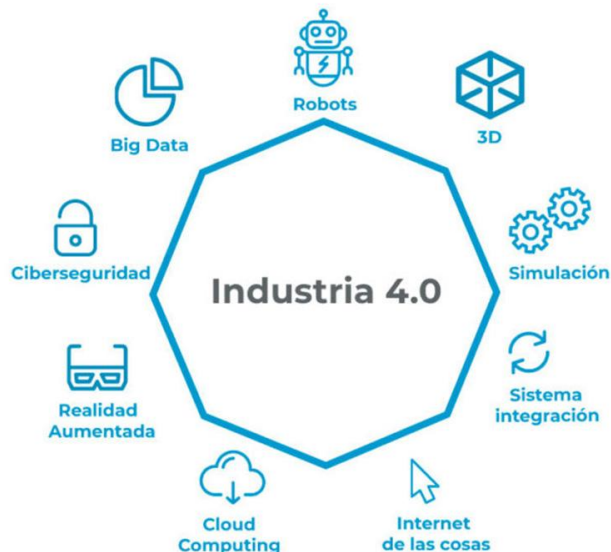 Robots
3D
Big Data
Ciberseguridad
Simulación
Industria 4.0
Realidad
Aumentada
Sistema
integración
Cloud
Computing
Internet
de las cosas